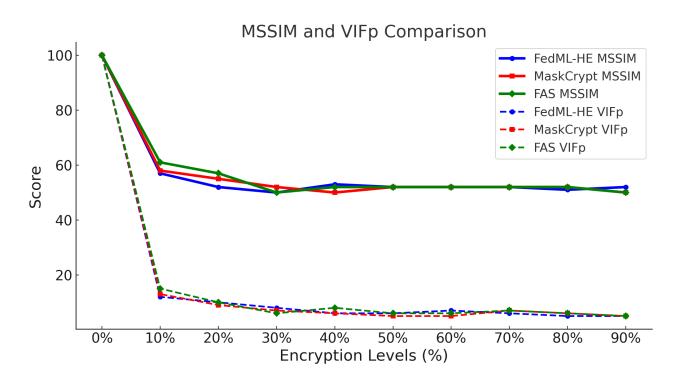 MSSIM and VIFp Comparison
FedML-HE MSSIM
MaskCrypt MSSIM
FAS MSSIM
FedML-HE VIFp
MaskCrypt VIFp
FAS VIFp
Score
100
80
60
40
20
0% 10% 20% 30% 40% 50% 60% 70% 80% 90%
Encryption Levels (%)